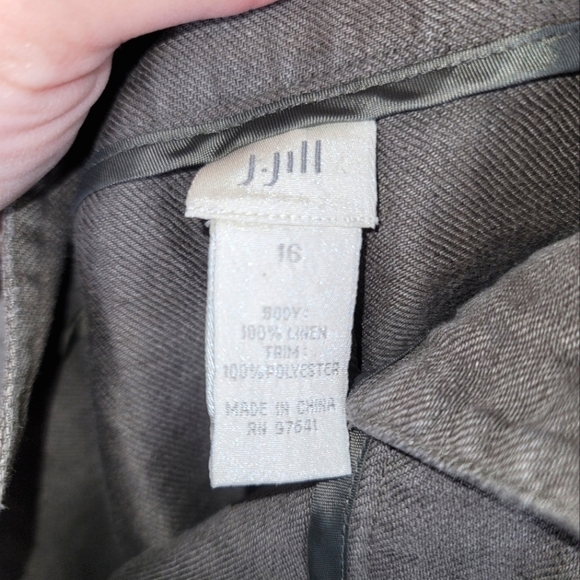 J.Jill
16
BODY:
100% LINEN
TRIM:
100% POLYESTER
MADE IN CHINA
RN 97641